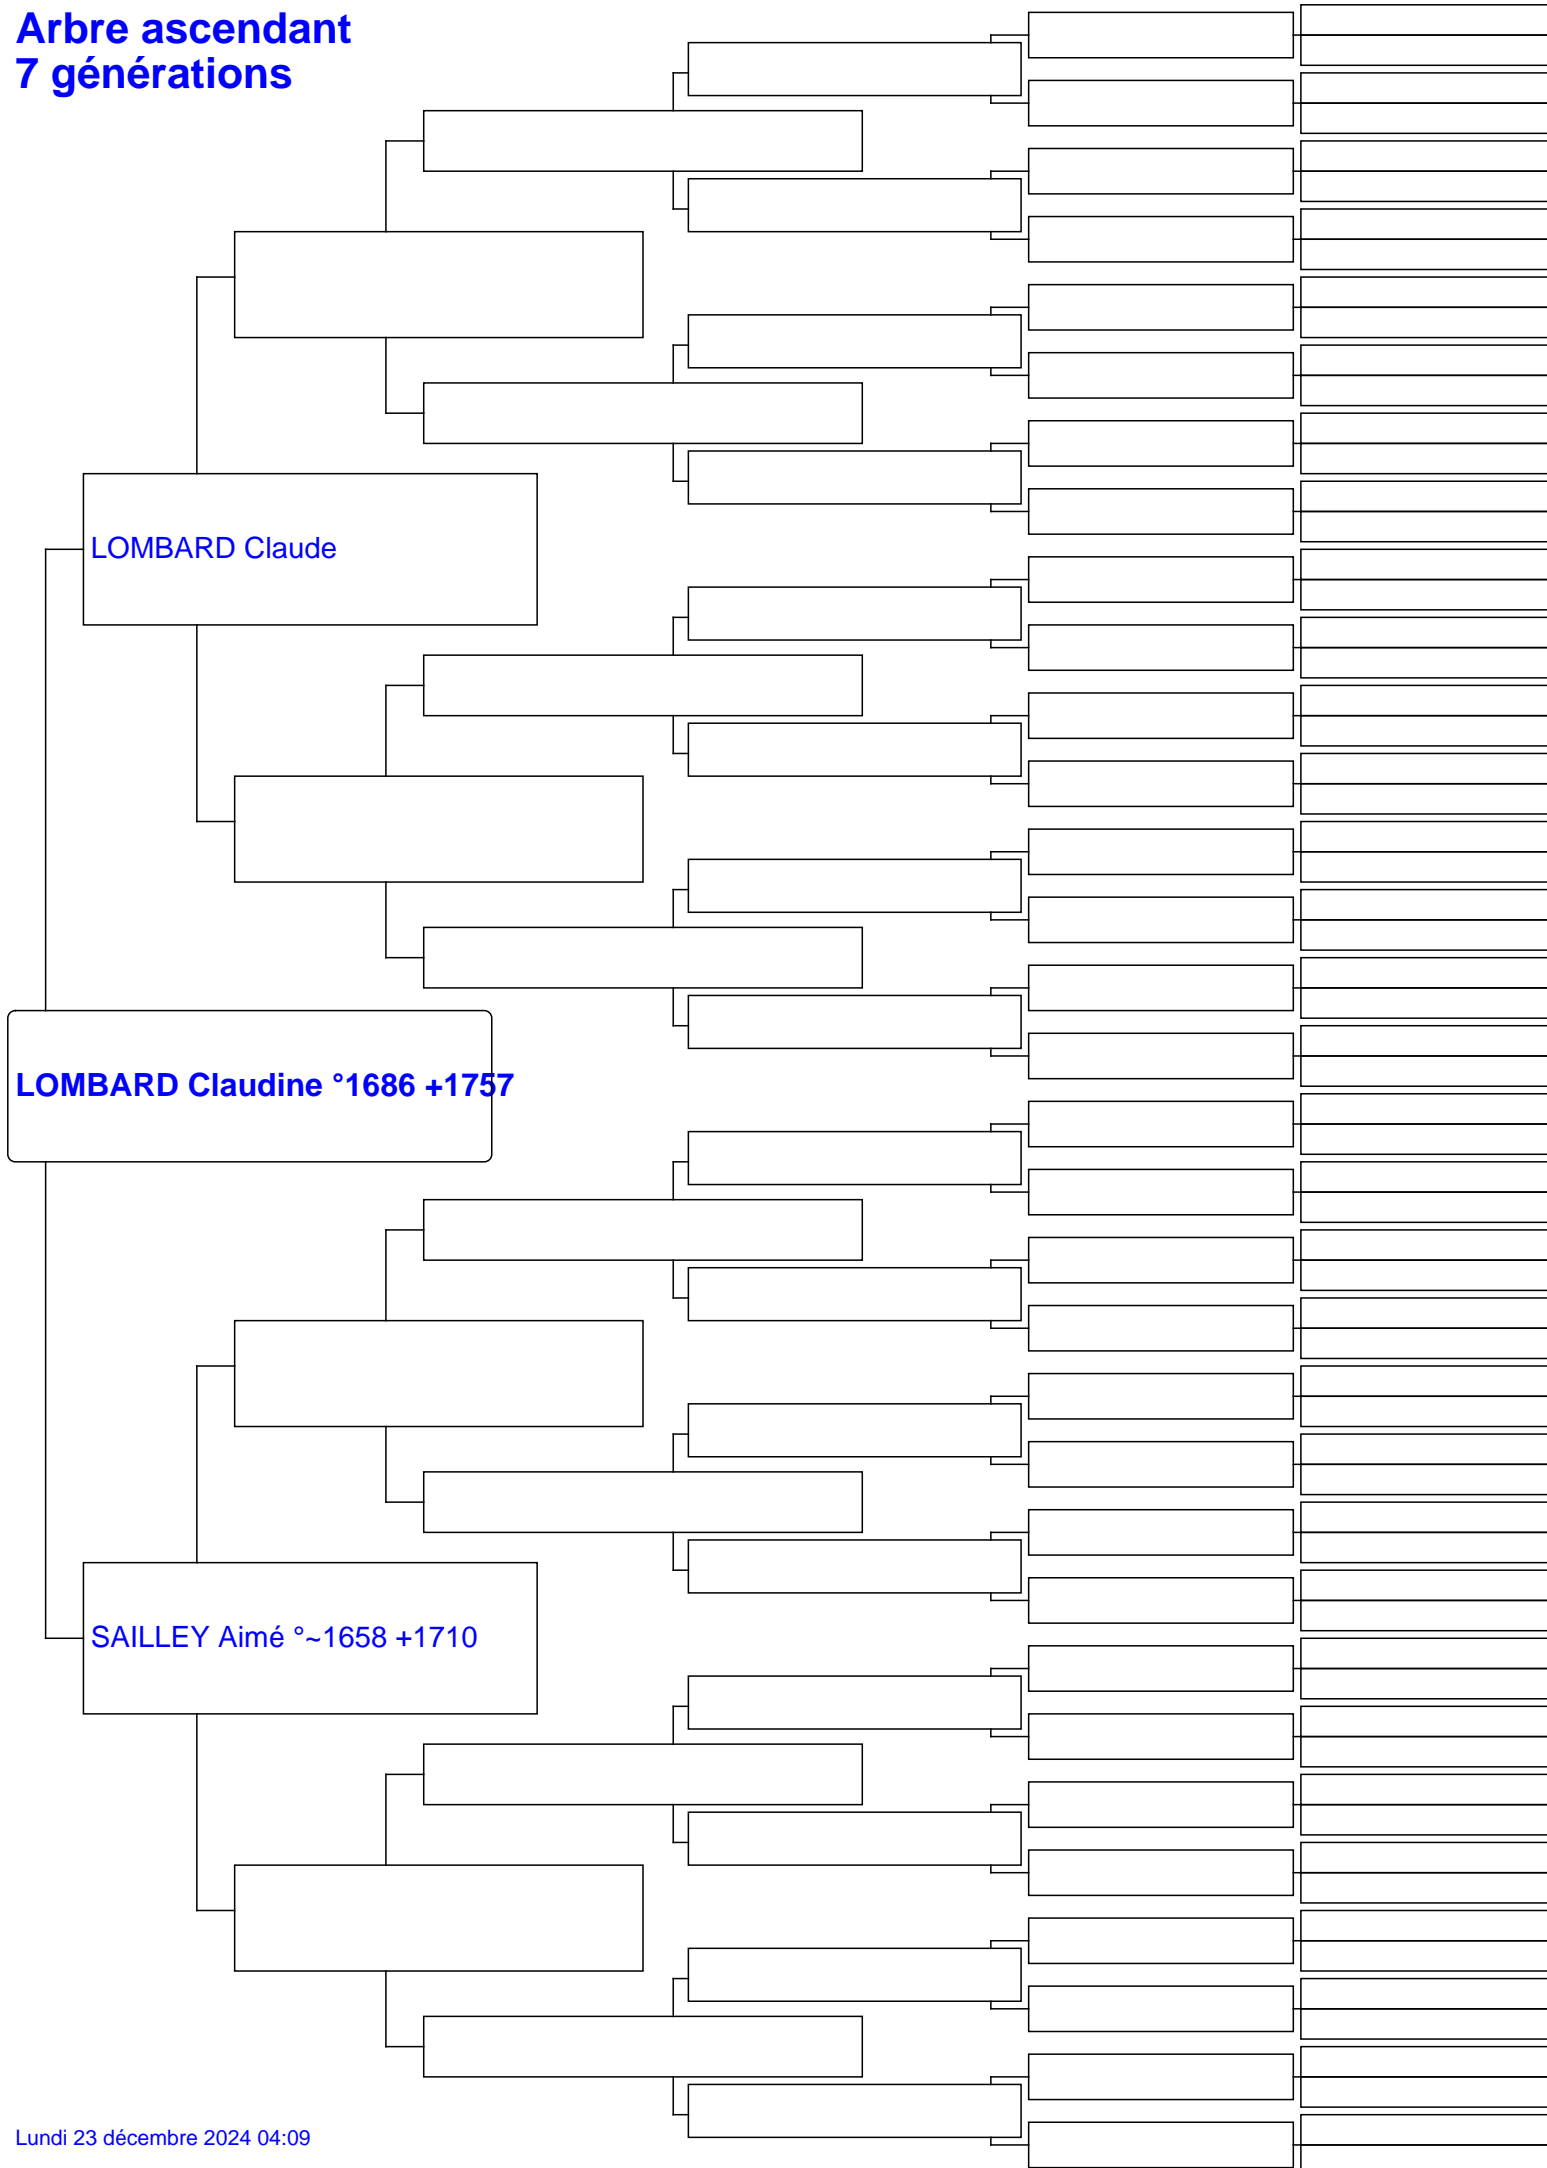 Arbre ascendant
7 générations
LOMBARD Claude
LOMBARD Claudine °1686 +1757
SAILLEY Aimé °~1658 +1710
Lundi 23 décembre 2024 04:09